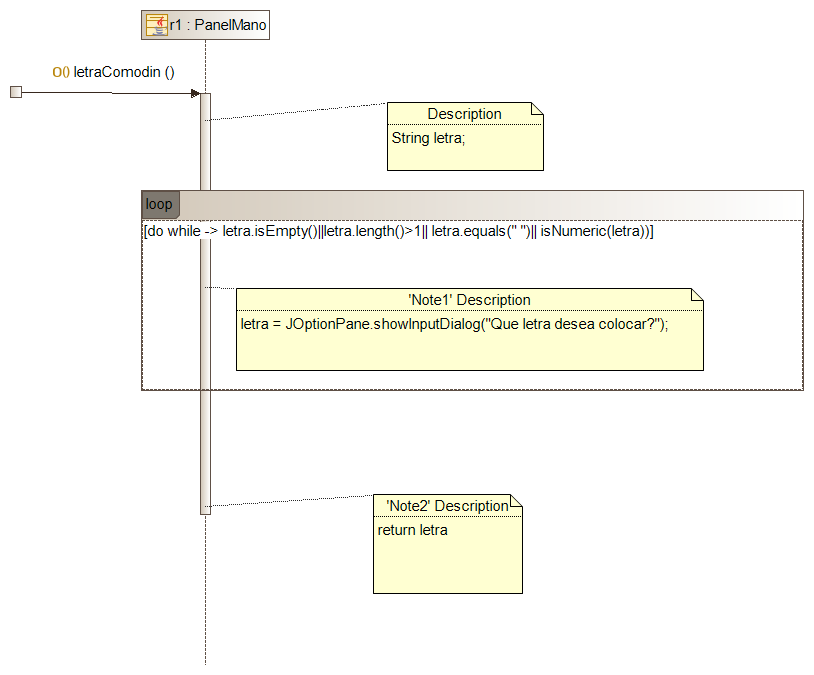 r1 : PanelMano
O() letraComodin ()
Description
String letra;
loop
[do while -> letra.isEmpty()||letra.length()>1|| letra.equals(" ")|| isNumeric(letra))]
'Note1' Description
letra = JOptionPane.showInputDialog("Que letra desea colocar?");
'Note2' Description
return letra